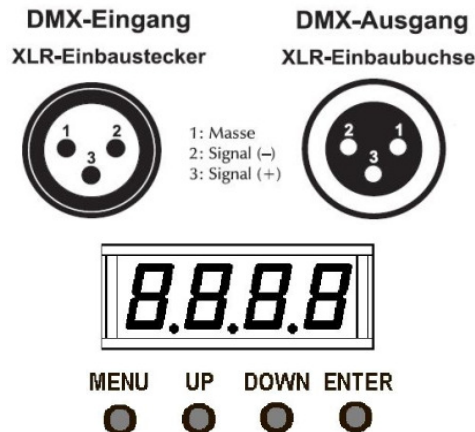 DMX-Eingang
XLR-Einbaustecker
1 2
3
1: Masse
2: Signal (–)
3: Signal (+)
DMX-Ausgang
XLR-Einbaubuchse
2 1
3
8.8.8.8
MENU UP DOWN ENTER